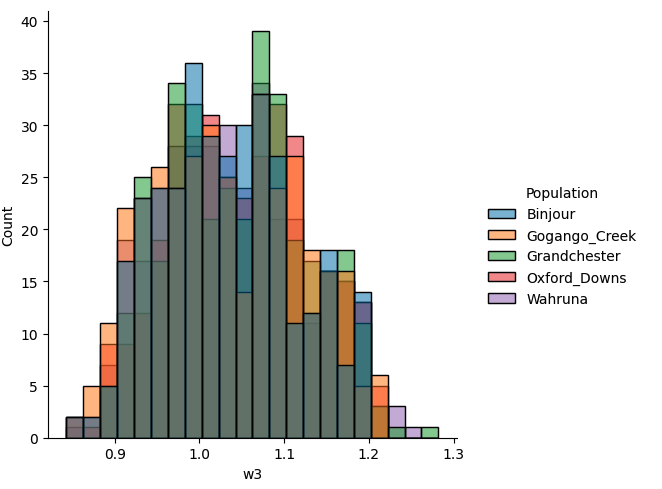 40
35
30
25
20
15
10
5
0
Count
0.9 1.0 1.1 1.2 1.3
w3
Population
Binjour
Gogango_Creek
Grandchester
Oxford_Downs
Wahruna